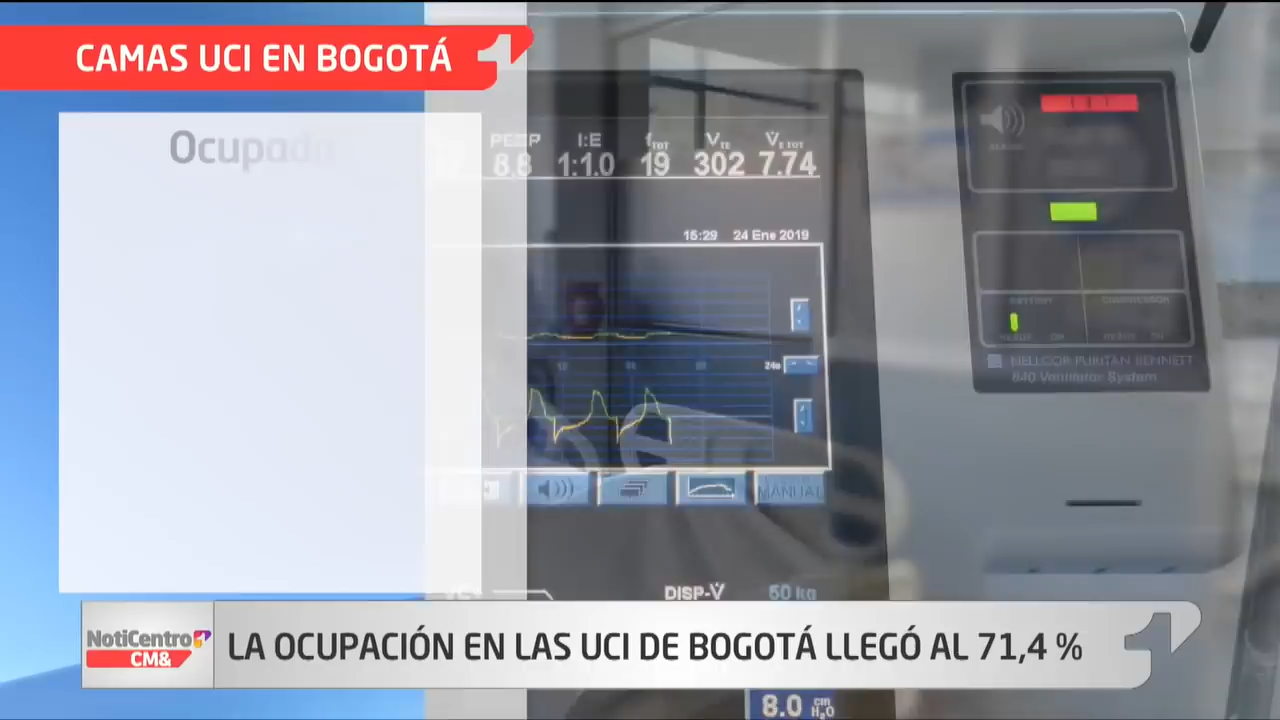 CAMAS UCI EN BOGOTÁ
Ocupada
PEEP I:E fTOT VTE V̇E TOT
8.8 1:1.0 19 302 7.74
15:29 24 Ene 2019
24s
MANUAL
NELLCOR PURITAN BENNETT
840 Ventilator System
DISP-V̇ 50 kg
NotiCentro 1
CM&
LA OCUPACIÓN EN LAS UCI DE BOGOTÁ LLEGÓ AL 71,4 %
8.0 cm H₂O